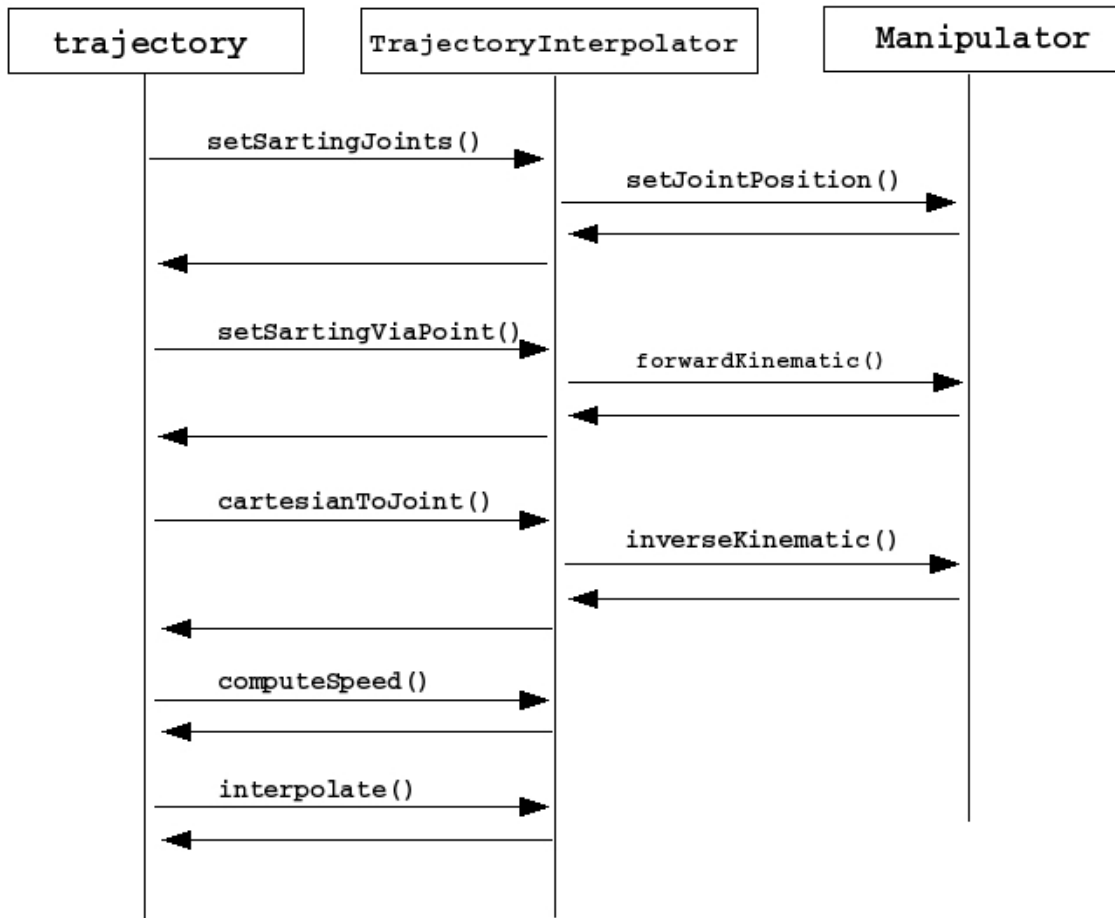 trajectory
TrajectoryInterpolator
Manipulator
setSartingJoints()
setJointPosition()
setSartingViaPoint()
forwardKinematic()
cartesianToJoint()
inverseKinematic()
computeSpeed()
interpolate()